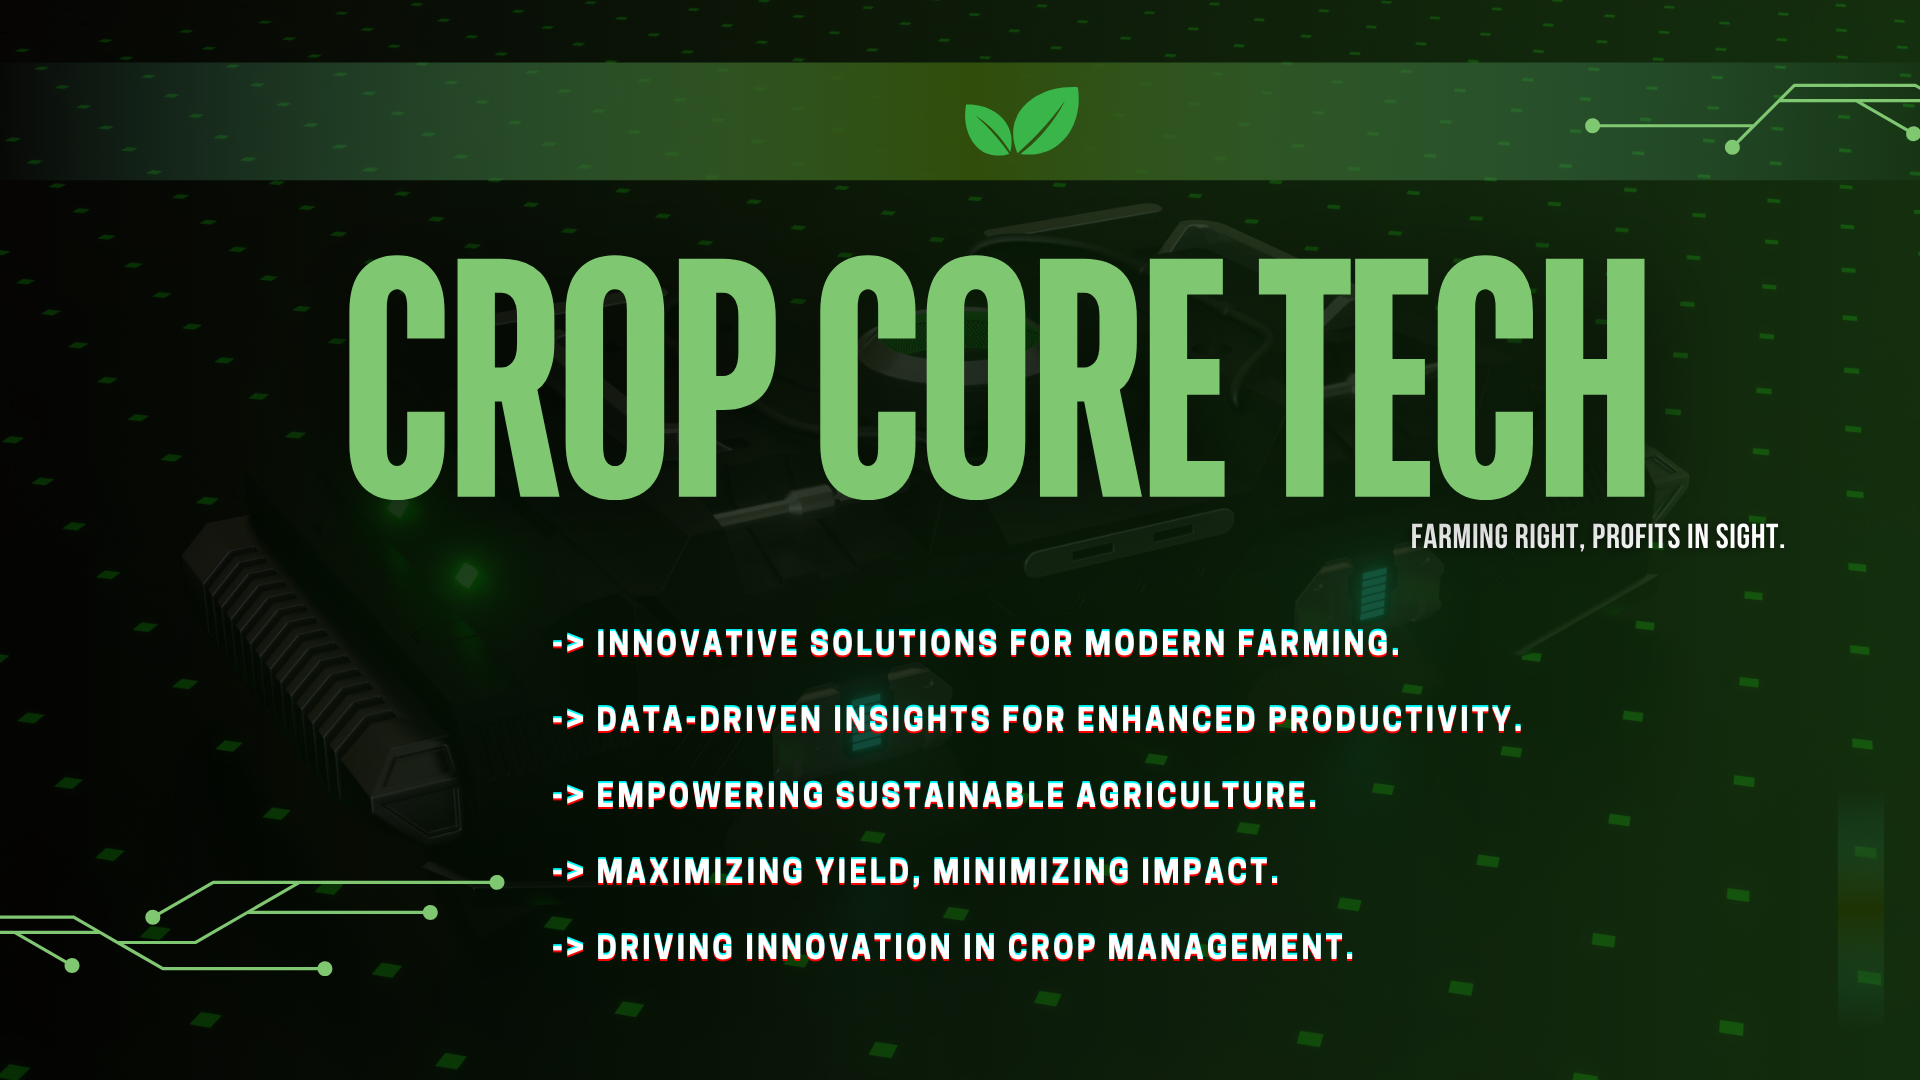 CROP CORE TECH
FARMING RIGHT, PROFITS IN SIGHT.
-> INNOVATIVE SOLUTIONS FOR MODERN FARMING.
-> DATA-DRIVEN INSIGHTS FOR ENHANCED PRODUCTIVITY.
-> EMPOWERING SUSTAINABLE AGRICULTURE.
-> MAXIMIZING YIELD, MINIMIZING IMPACT.
-> DRIVING INNOVATION IN CROP MANAGEMENT.